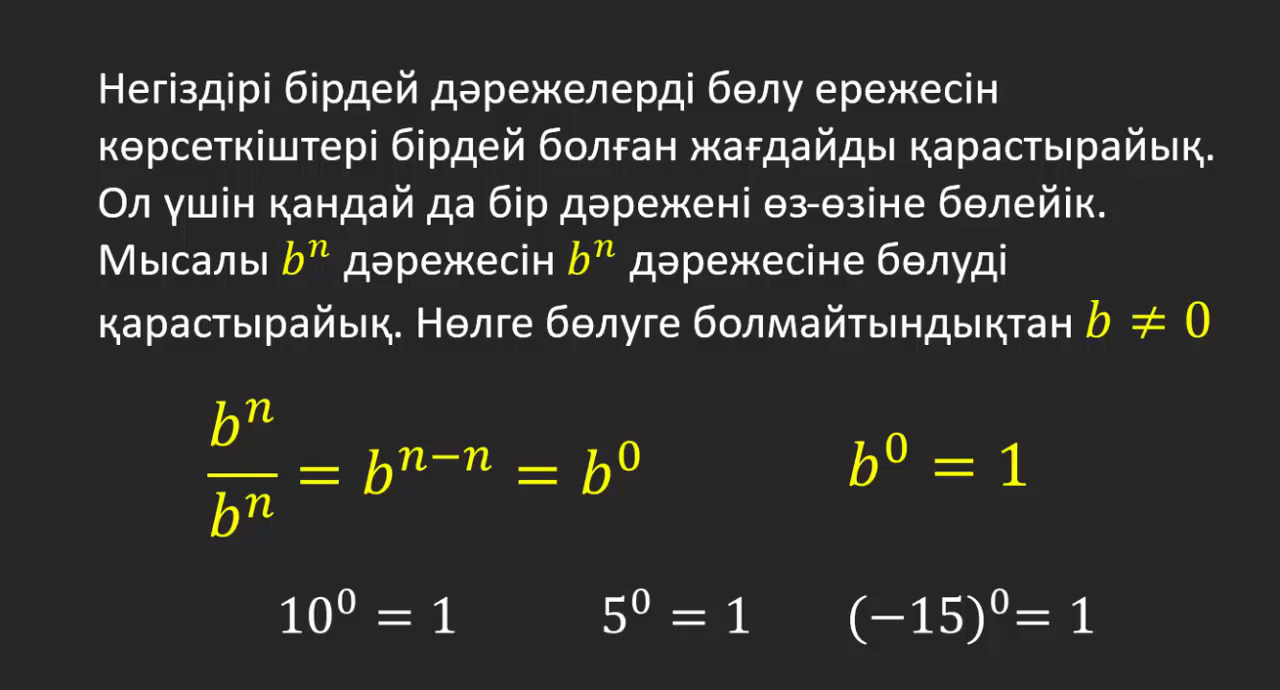 Негіздірі бірдей дәрежелерді бөлу ережесін
көрсеткіштері бірдей болған жағдайды қарастырайық.
Ол үшін қандай да бір дәрежені өз-өзіне бөлейік.
Мысалы bⁿ дәрежесін bⁿ дәрежесіне бөлуді
қарастырайық. Нөлге бөлуге болмайтындықтан b ≠ 0
bⁿ/bⁿ = bⁿ⁻ⁿ = b⁰ b⁰ = 1
10⁰ = 1 5⁰ = 1 (−15)⁰= 1